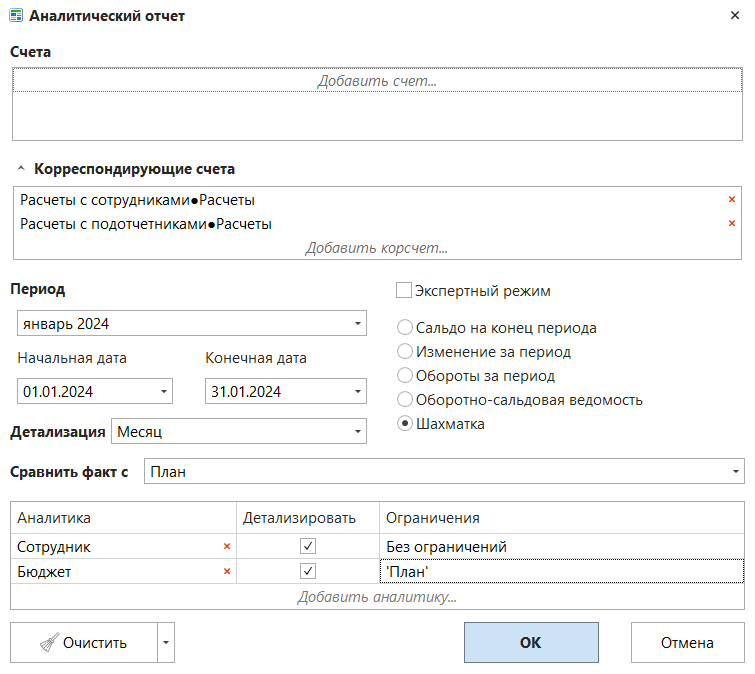 Аналитический отчет
Счета
Добавить счет...
Корреспондирующие счета
Расчеты с сотрудниками●Расчеты
Расчеты с подотчетниками●Расчеты
Добавить корсчет...
Период
январь 2024
Начальная дата Конечная дата
01.01.2024 31.01.2024
Детализация Месяц
Экспертный режим
Сальдо на конец периода
Изменение за период
Обороты за период
Оборотно-сальдовая ведомость
Шахматка
Сравнить факт с План
Аналитика Детализировать Ограничения
Сотрудник Без ограничений
Бюджет 'План'
Добавить аналитику...
Очистить OK Отмена